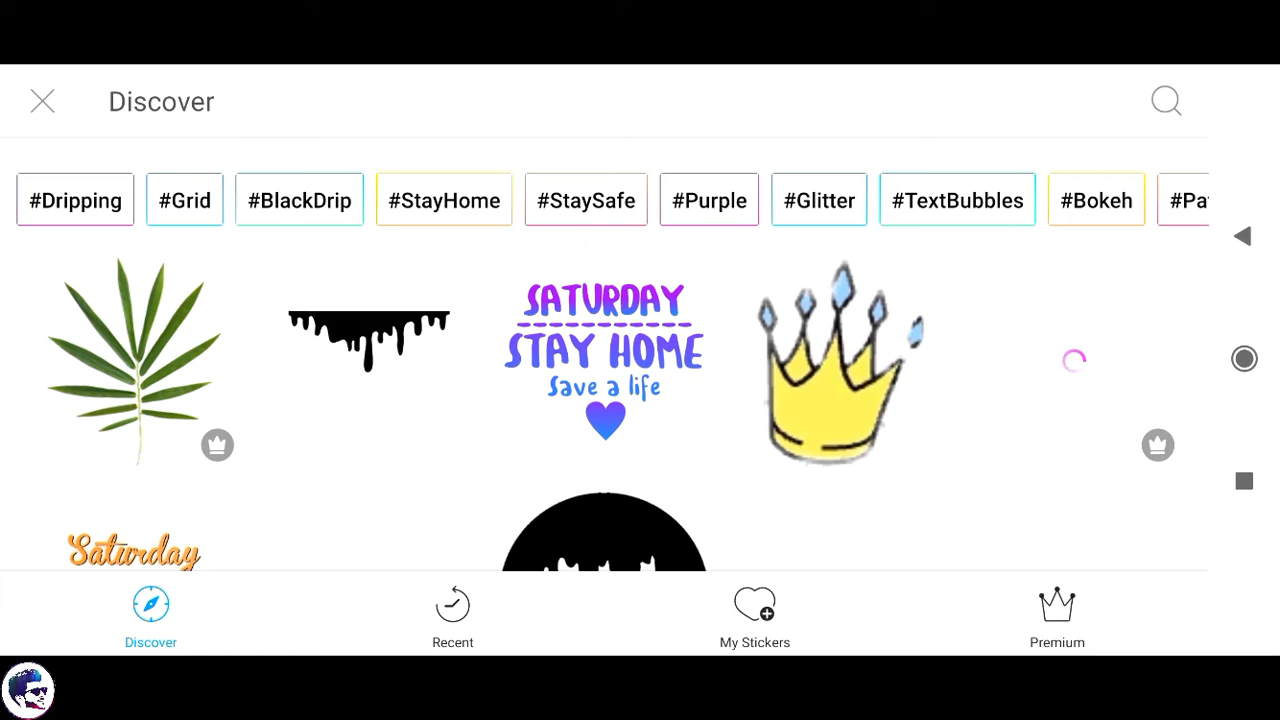 Discover
#Dripping #Grid #BlackDrip #StayHome #StaySafe #Purple #Glitter #TextBubbles #Bokeh #Pa
SATURDAY
STAY HOME
save a life
Saturday
Discover Recent My Stickers Premium